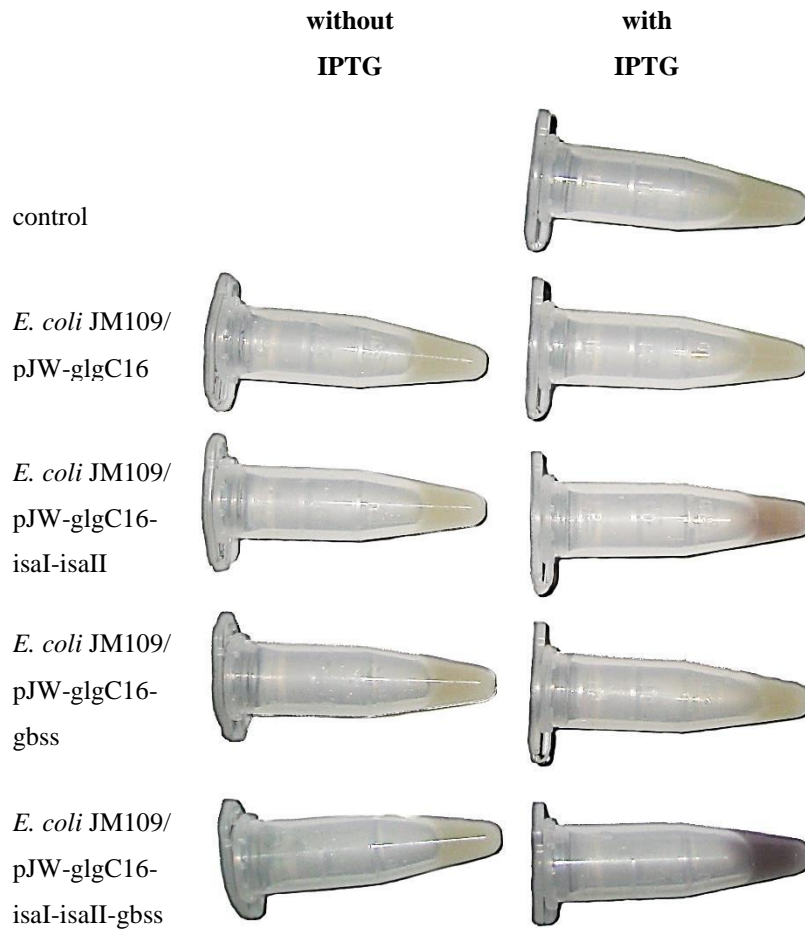 without
IPTG
with
IPTG
control
E. coli JM109/
pJW-glgC16
E. coli JM109/
pJW-glgC16-
isaI-isaII
E. coli JM109/
pJW-glgC16-
gbss
E. coli JM109/
pJW-glgC16-
isaI-isaII-gbss